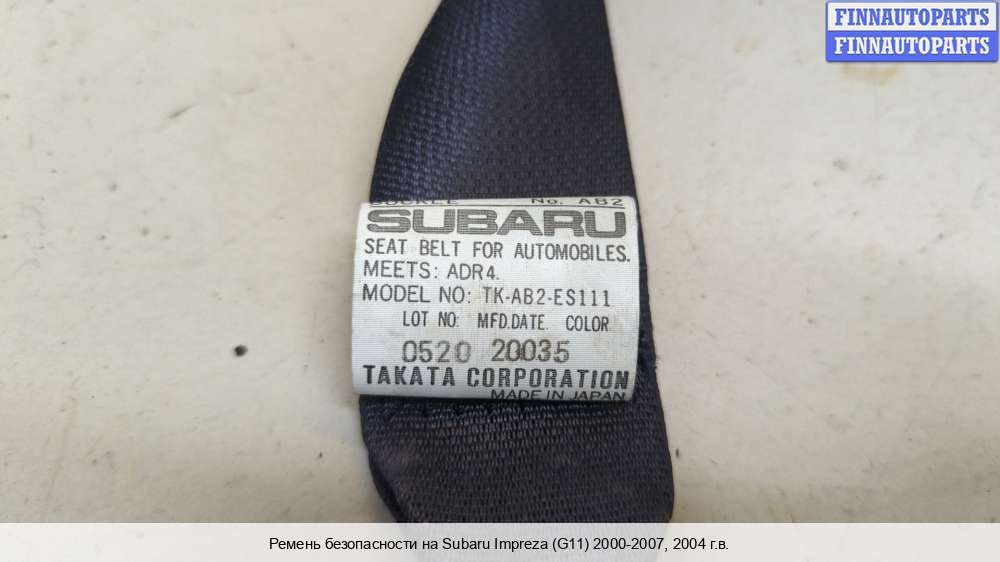 FINNAUTOPARTS
FINNAUTOPARTS
BUCKLE No. AB2
SUBARU
SEAT BELT FOR AUTOMOBILES.
MEETS: ADR4.
MODEL NO: TK-AB2-ES111
LOT NO: MFD.DATE. COLOR
0520 20035
TAKATA CORPORATION
MADE IN JAPAN
Ремень безопасности на Subaru Impreza (G11) 2000-2007, 2004 г.в.